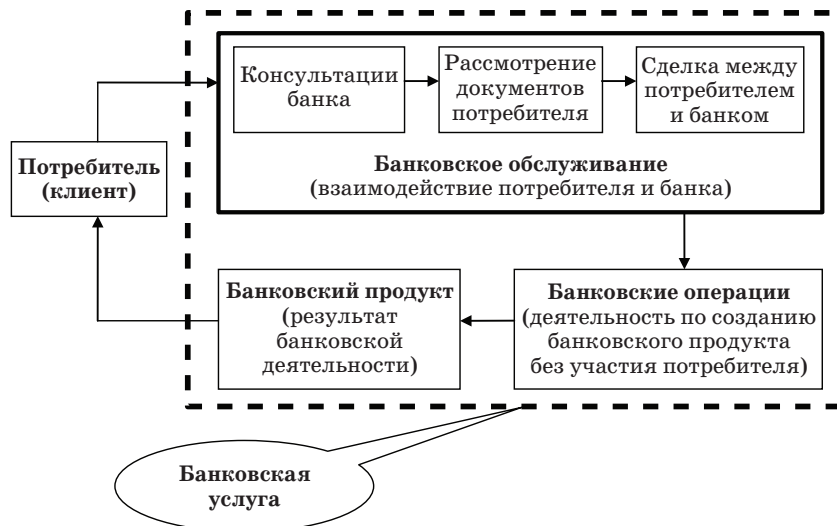 Консультации
банка
Рассмотрение
документов
потребителя
Сделка между
потребителем
и банком
Банковское обслуживание
(взаимодействие потребителя и банка)
Потребитель
(клиент)
Банковский продукт
(результат
банковской
деятельности)
Банковские операции
(деятельность по созданию
банковского продукта
без участия потребителя)
Банковская
услуга